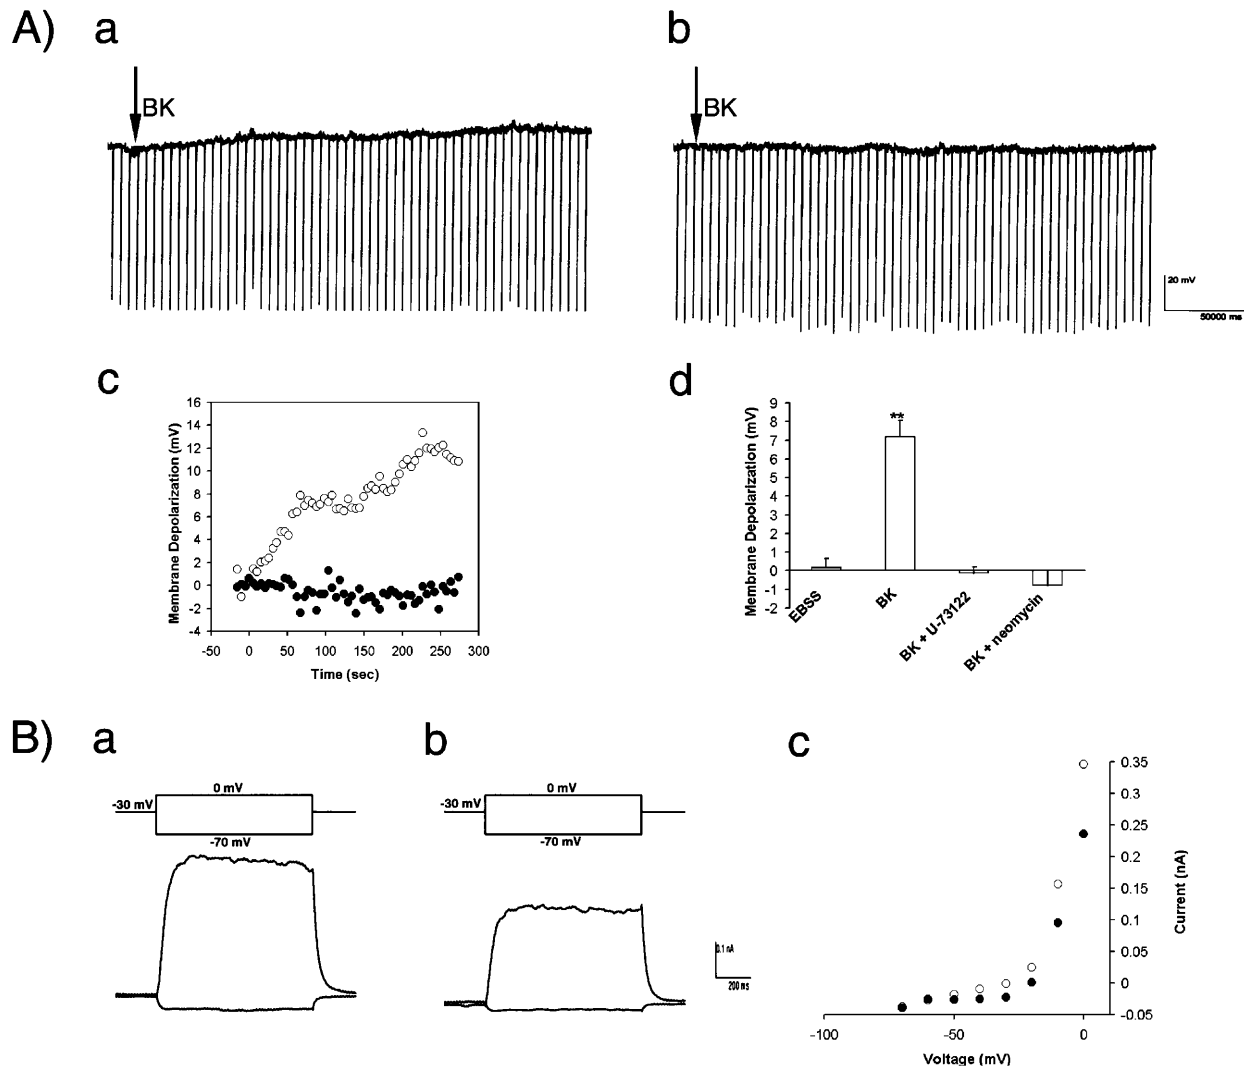 A) a
BK
b
BK
20 mV
50000 ms
c
Membrane Depolarization (mV)
16
14
12
10
8
6
4
2
0
-2
-4
-50 0 50 100 150 200 250 300
Time (sec)
d
Membrane Depolarization (mV)
9
8
7
6
5
4
3
2
1
0
-1
-2
**
EBSS
BK
BK + U-73122
BK + neomycin
B) a
0 mV
-30 mV
-70 mV
b
0 mV
-30 mV
-70 mV
0.1 nA
200 ms
c
0.35
0.3
0.25
0.2
0.15
0.1
0.05
0
-0.05
Current (nA)
-100 -50 0
Voltage (mV)